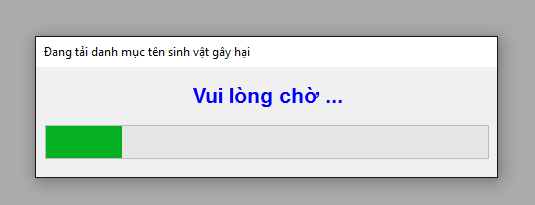 Đang tải danh mục tên sinh vật gây hại
Vui lòng chờ ...